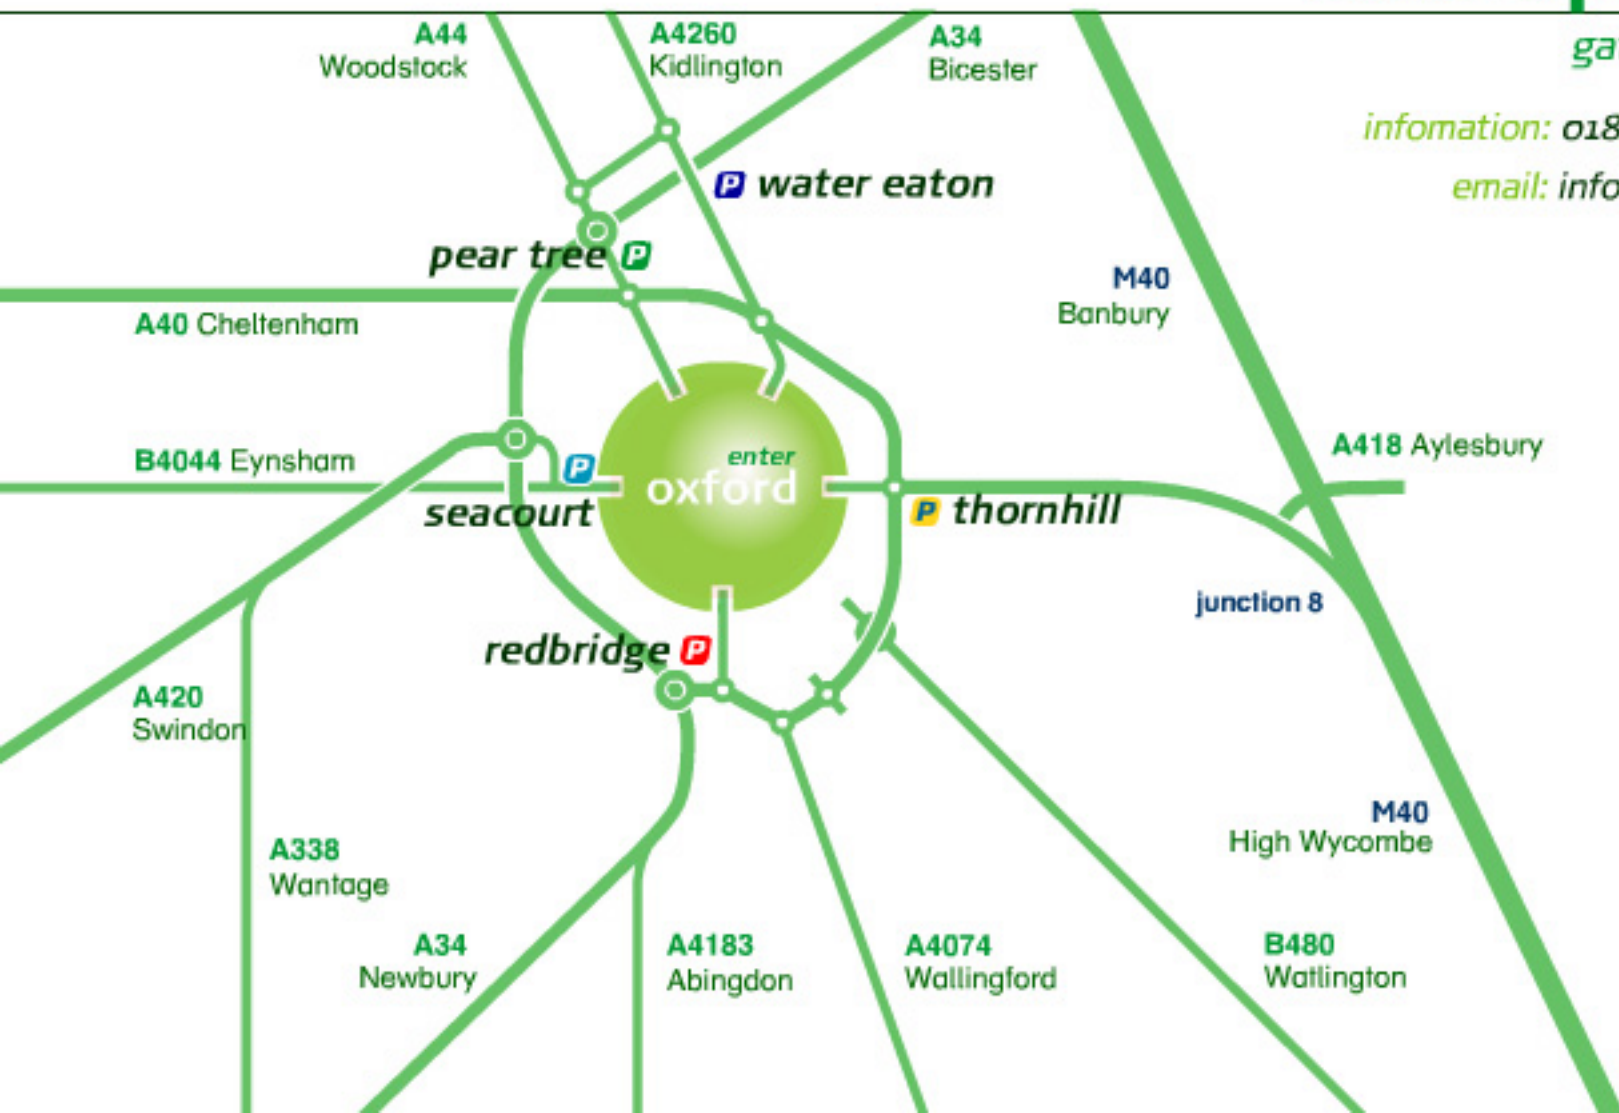 A44
Woodstock
A4260
Kidlington
A34
Bicester
ga
infomation: 018
email: info
P water eaton
pear tree P
M40
Banbury
A40 Cheltenham
A418 Aylesbury
B4044 Eynsham
P
enter
oxford
seacourt
P thornhill
junction 8
redbridge P
A420
Swindon
M40
High Wycombe
A338
Wantage
A34
Newbury
A4183
Abingdon
A4074
Wallingford
B480
Watlington